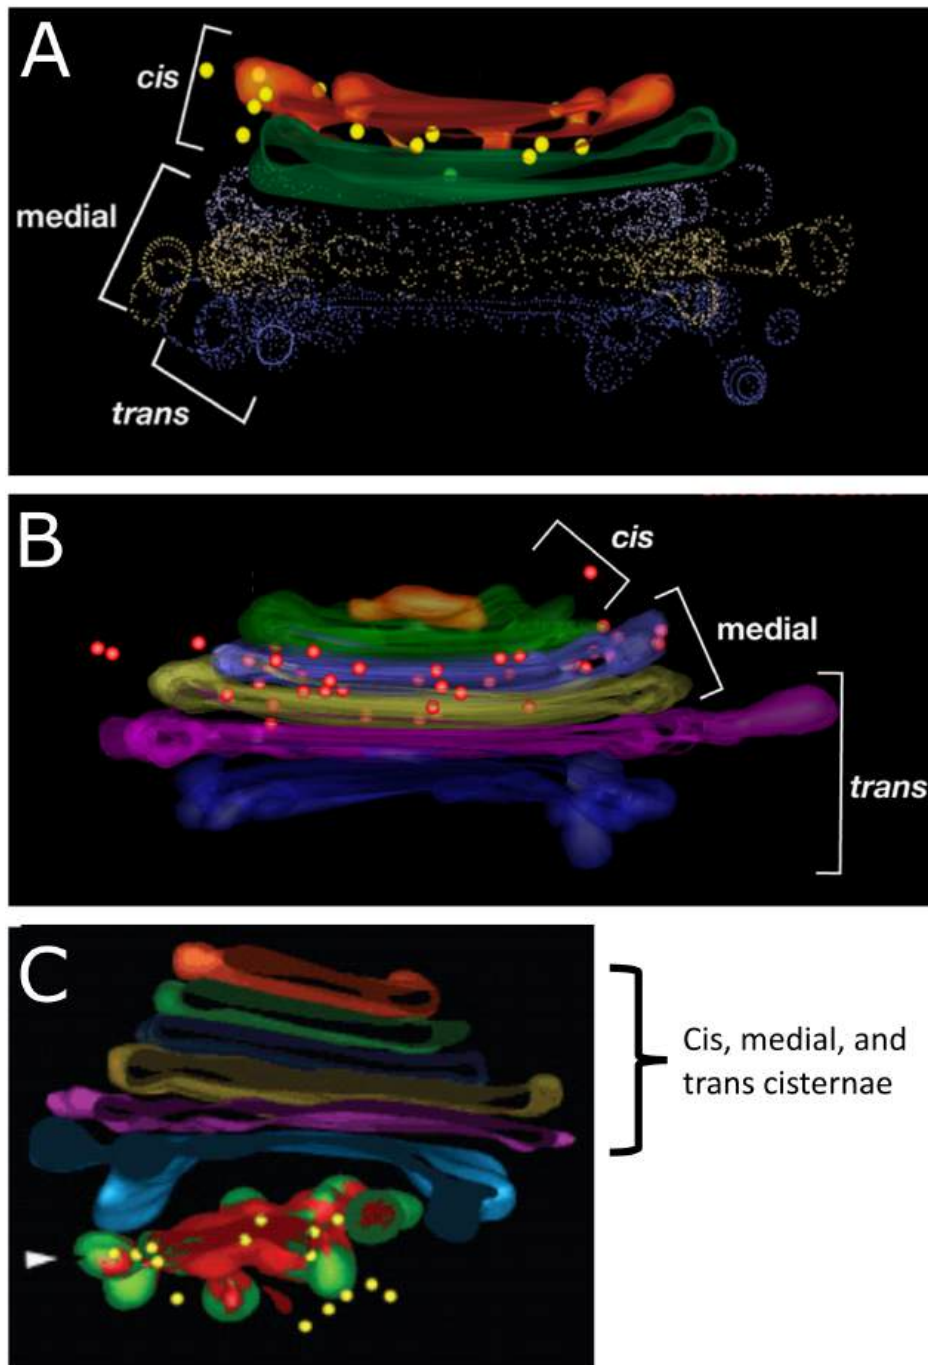 A
cis
medial
trans
B
cis
medial
trans
C
Cis, medial, and
trans cisternae